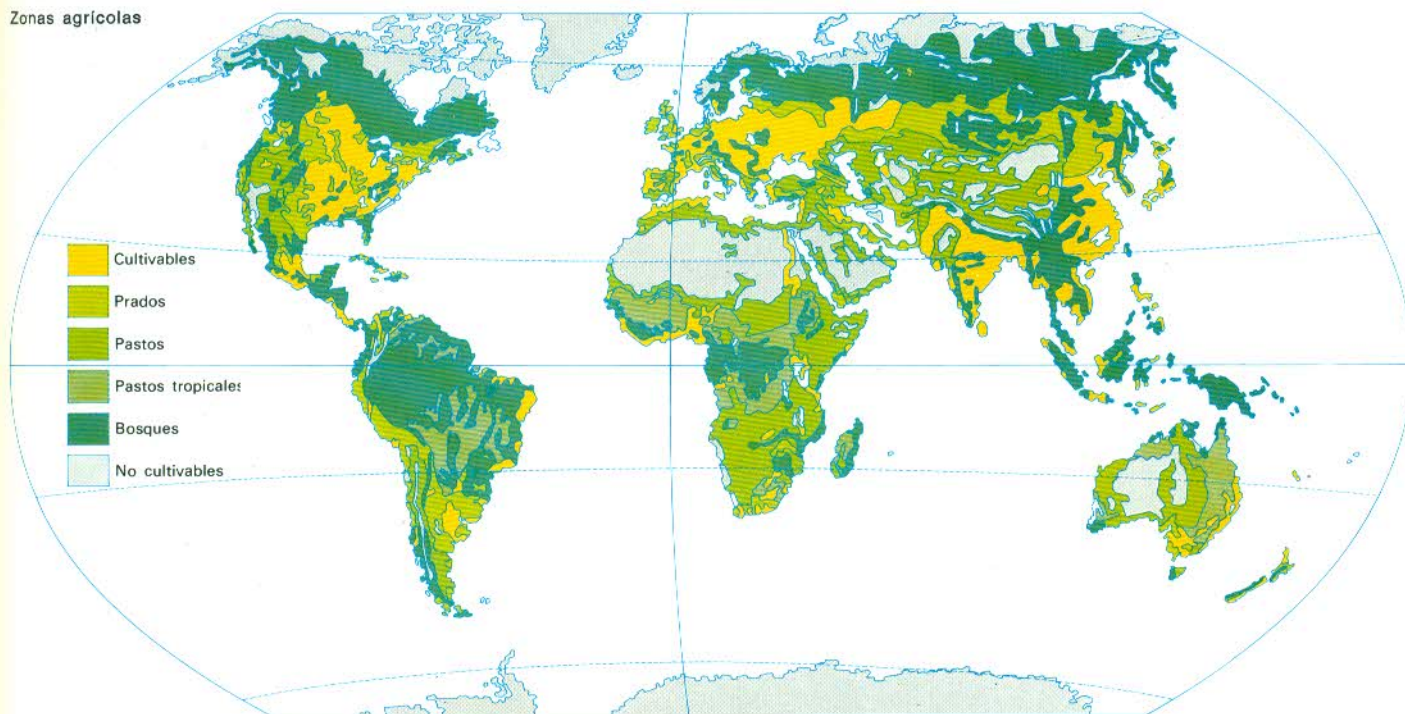 Zonas agrícolas
Cultivables
Prados
Pastos
Pastos tropicales
Bosques
No cultivables